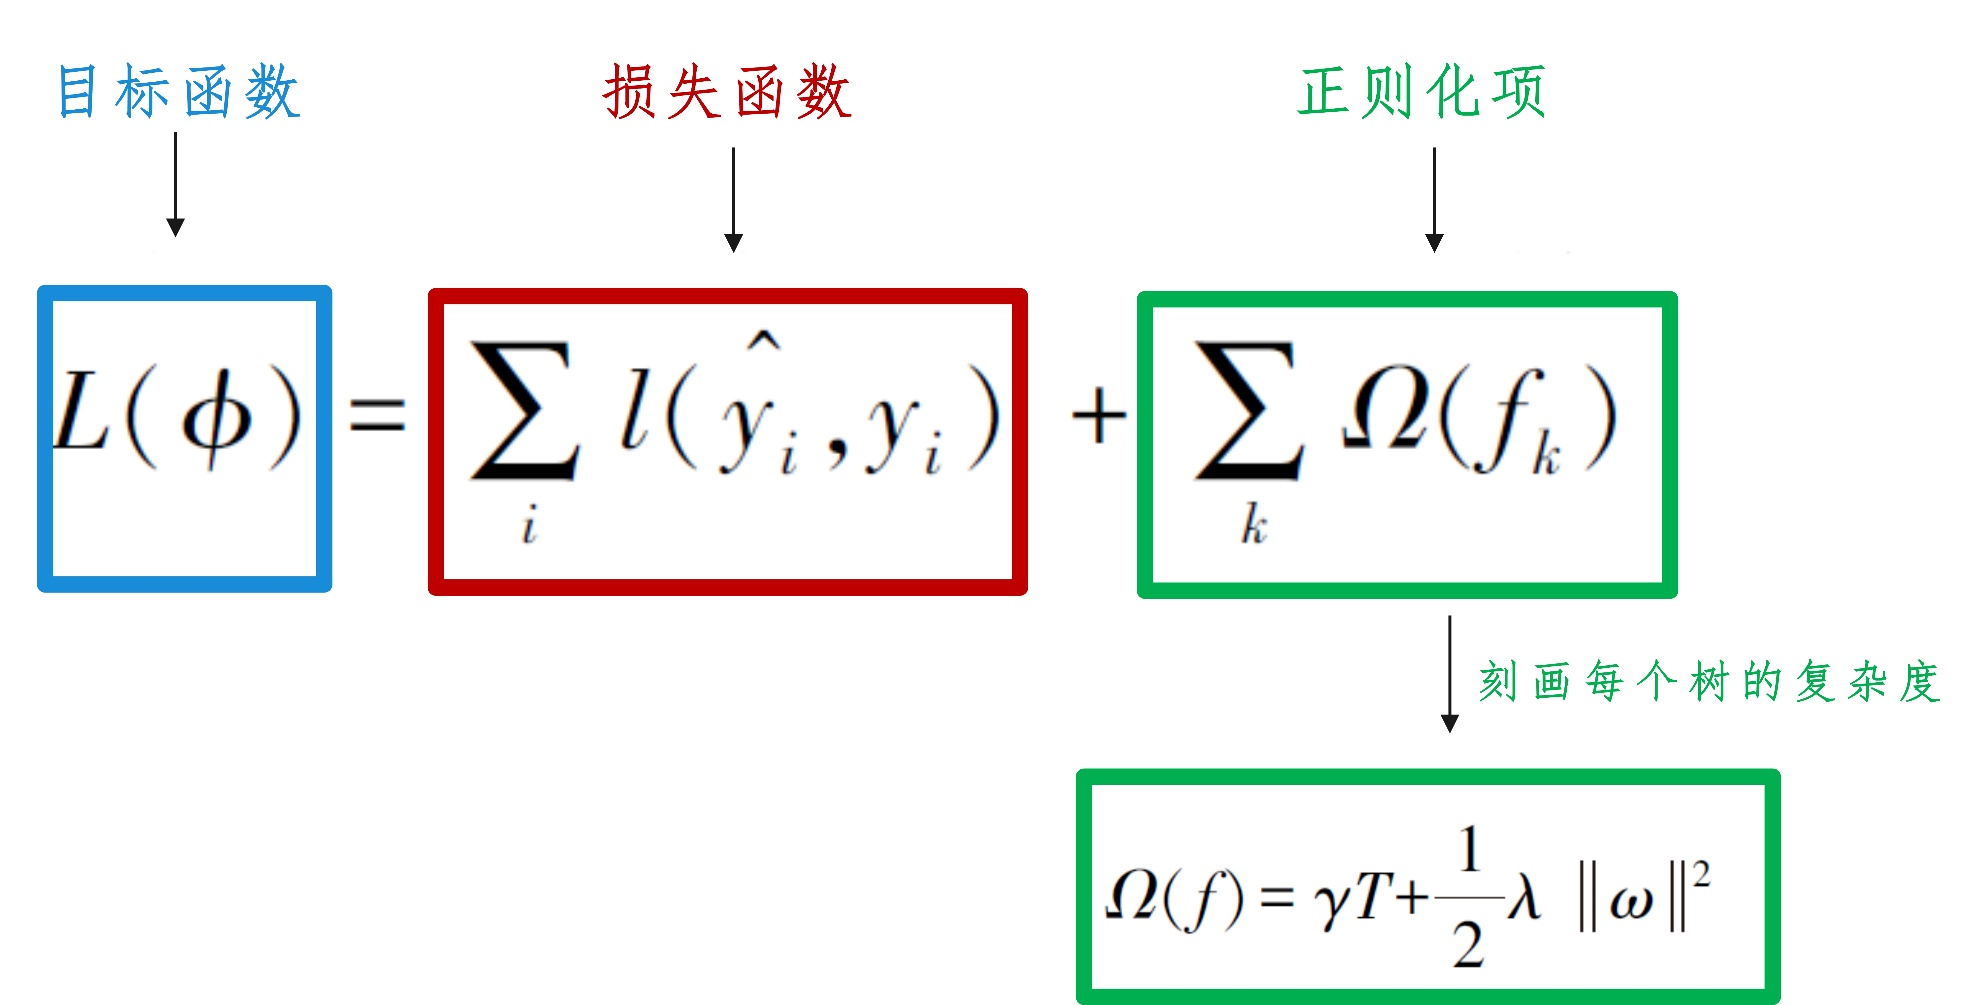 目标函数 损失函数 正则化项
L(ϕ) = ∑_i l(ŷ_i, y_i) + ∑_k Ω(f_k)
刻画每个树的复杂度
Ω(f) = γT + 1/2 λ ‖ω‖²